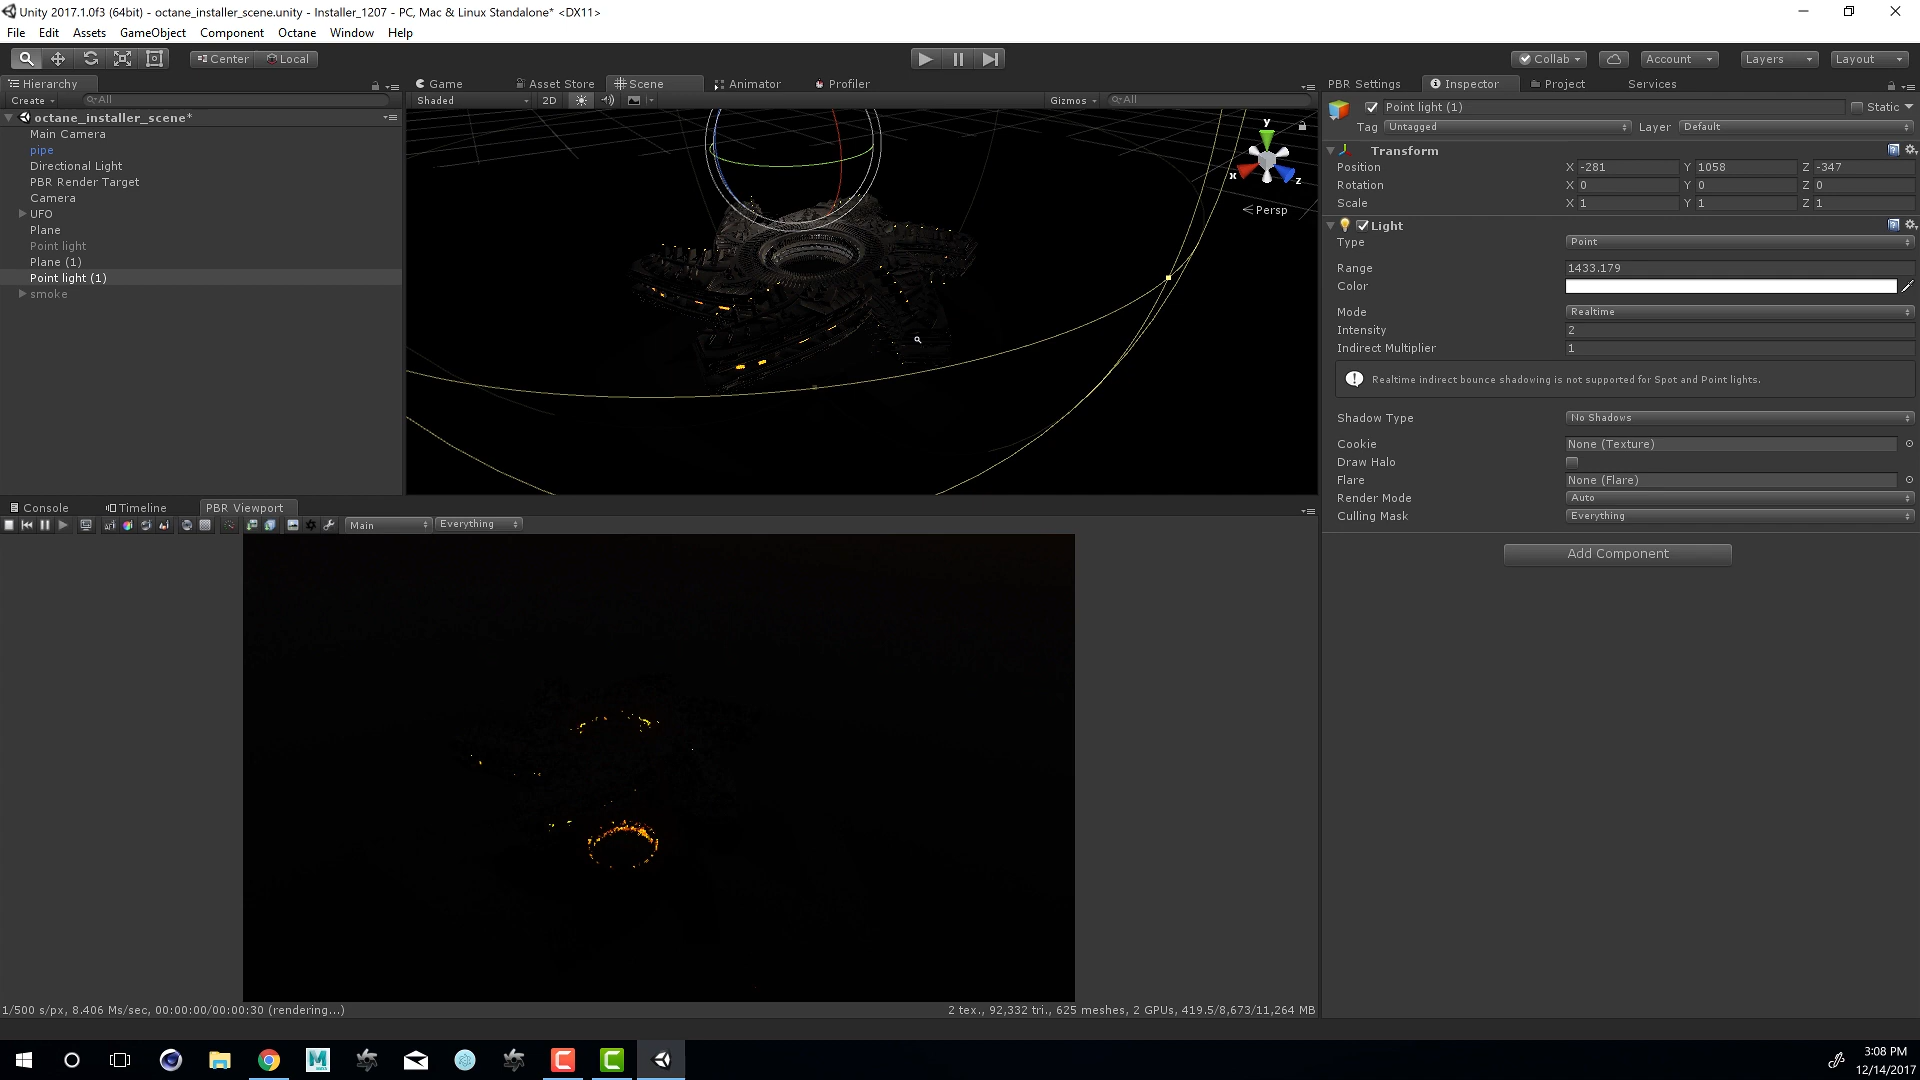 Unity 2017.1.0f3 (64bit) - octane_installer_scene.unity - Installer_1207 - PC, Mac & Linux Standalone* <DX11>
File Edit Assets GameObject Component Octane Window Help
Center Local Collab Account Layers Layout
Hierarchy
Create All
octane_installer_scene*
Main Camera
pipe
Directional Light
PBR Render Target
Camera
UFO
Plane
Point light
Plane (1)
Point light (1)
smoke
Game Asset Store Scene Animator Profiler
Shaded 2D Gizmos All
y
x
z
Persp
PBR Settings Inspector Project Services
Point light (1) Static
Tag Untagged Layer Default
Transform
Position X -281 Y 1058 Z -347
Rotation X 0 Y 0 Z 0
Scale X 1 Y 1 Z 1
Light
Type Point
Range 1433.179
Color
Mode Realtime
Intensity 2
Indirect Multiplier 1
Realtime indirect bounce shadowing is not supported for Spot and Point lights.
Shadow Type No Shadows
Cookie None (Texture)
Draw Halo
Flare None (Flare)
Render Mode Auto
Culling Mask Everything
Add Component
Console Timeline PBR Viewport
Main Everything
1/500 s/px, 8.406 Ms/sec, 00:00:00/00:00:30 (rendering...)
2 tex., 92,332 tri., 625 meshes, 2 GPUs, 419.5/8,673/11,264 MB
M
C C
3:08 PM
12/14/2017